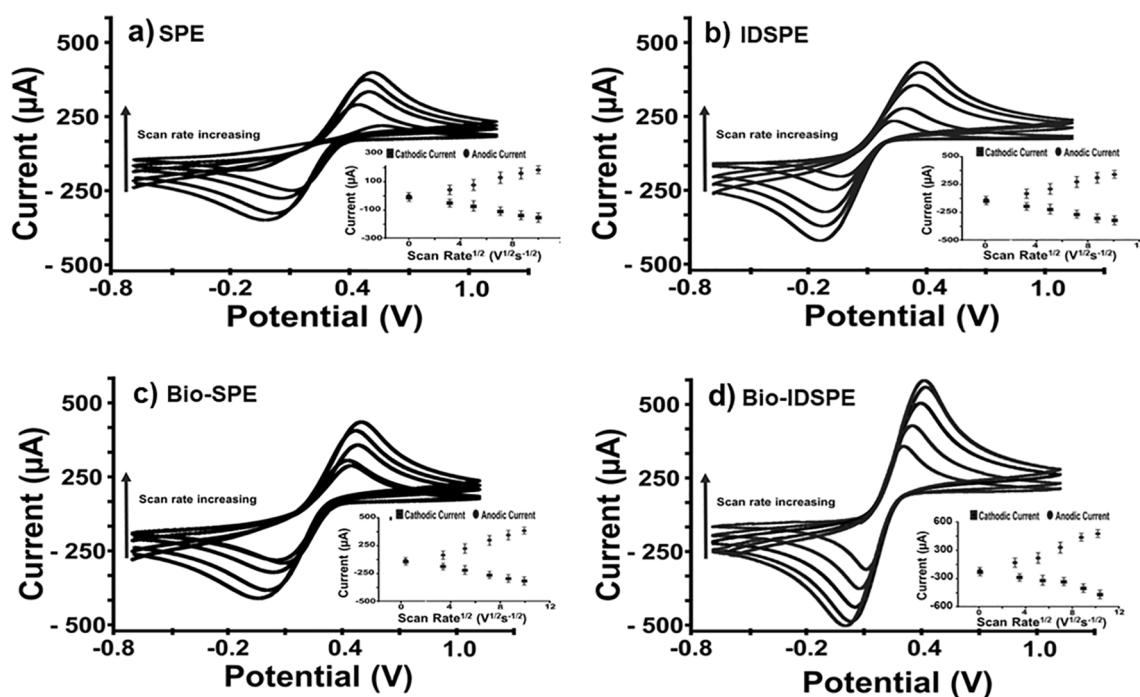 a) SPE
500
250
- 250
- 500
Current (µA)
Scan rate increasing
-0.8
-0.2
0.4
1.0
Potential (V)
Cathodic Current
Anodic Current
300
100
-100
-300
Current (µA)
0
4
8
Scan Rate1/2 (V1/2s-1/2)
b) IDSPE
500
250
- 250
- 500
Current (µA)
Scan rate increasing
-0.8
-0.2
0.4
1.0
Potential (V)
Cathodic Current
Anodic Current
500
250
-250
-500
Current (µA)
0
4
8
12
Scan Rate1/2 (V1/2s-1/2)
c) Bio-SPE
500
250
- 250
- 500
Current (µA)
Scan rate increasing
-0.8
-0.2
0.4
1.0
Potential (V)
Cathodic Current
Anodic Current
500
250
-250
-500
Current (µA)
0
4
8
12
Scan Rate1/2 (V1/2s-1/2)
d) Bio-IDSPE
500
250
- 250
- 500
Current (µA)
Scan rate increasing
-0.8
-0.2
0.4
1.0
Potential (V)
Cathodic Current
Anodic Current
600
300
-300
-600
Current (µA)
0
4
8
12
Scan Rate1/2 (V1/2s-1/2)